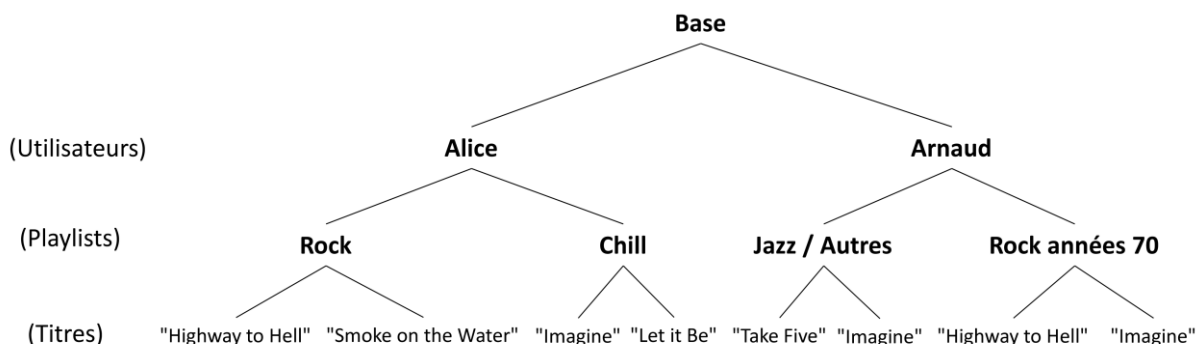 Base
(Utilisateurs) Alice Arnaud
(Playlists) Rock Chill Jazz / Autres Rock années 70
(Titres) "Highway to Hell" "Smoke on the Water" "Imagine" "Let it Be" "Take Five" "Imagine" "Highway to Hell" "Imagine"